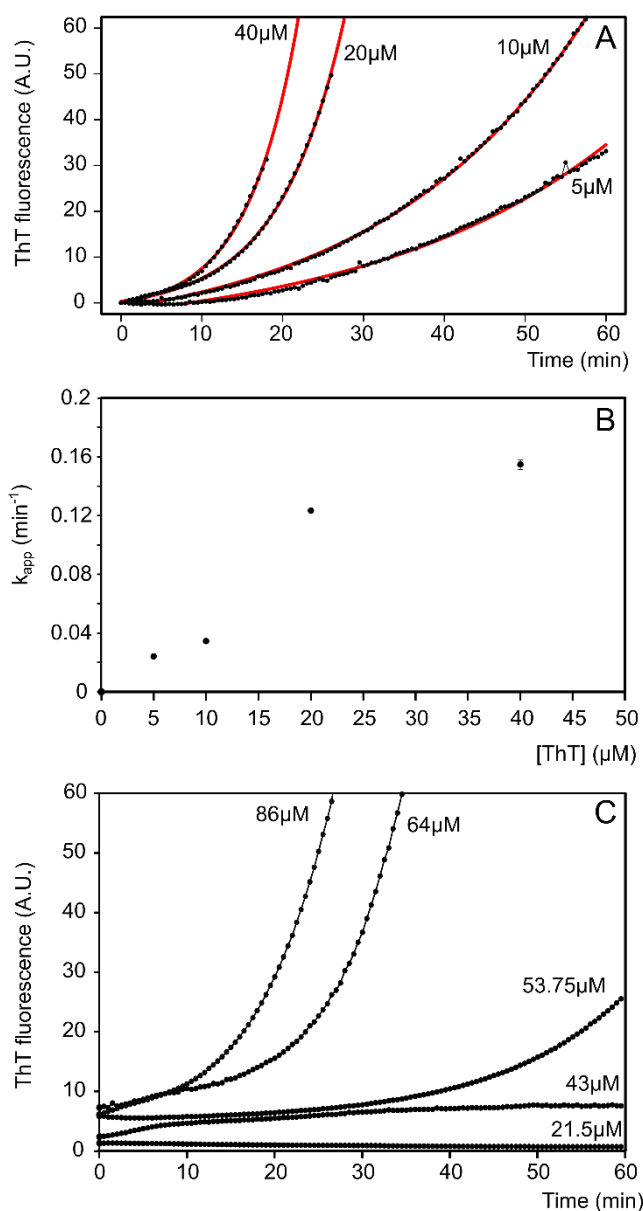 A
ThT fluorescence (A.U.)
60
50
40
30
20
10
0
40µM
20µM
10µM
5µM
0 10 20 30 40 50 60
Time (min)
B
k_app (min⁻¹)
0.2
0.16
0.12
0.08
0.04
0
0 5 10 15 20 25 30 35 40 45 50
[ThT] (µM)
C
ThT fluorescence (A.U.)
60
50
40
30
20
10
0
86µM
64µM
53.75µM
43µM
21.5µM
0 10 20 30 40 50 60
Time (min)